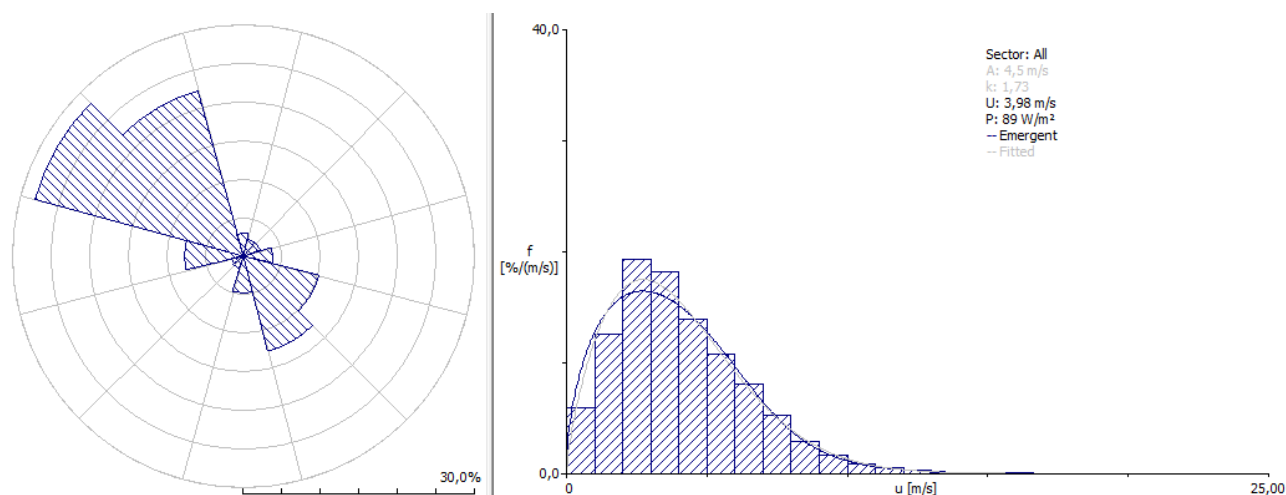 30,0%
40,0
f
[%/(m/s)]
0,0
0
u [m/s]
25,00
Sector: All
A: 4,5 m/s
k: 1,73
U: 3,98 m/s
P: 89 W/m²
-- Emergent
-- Fitted